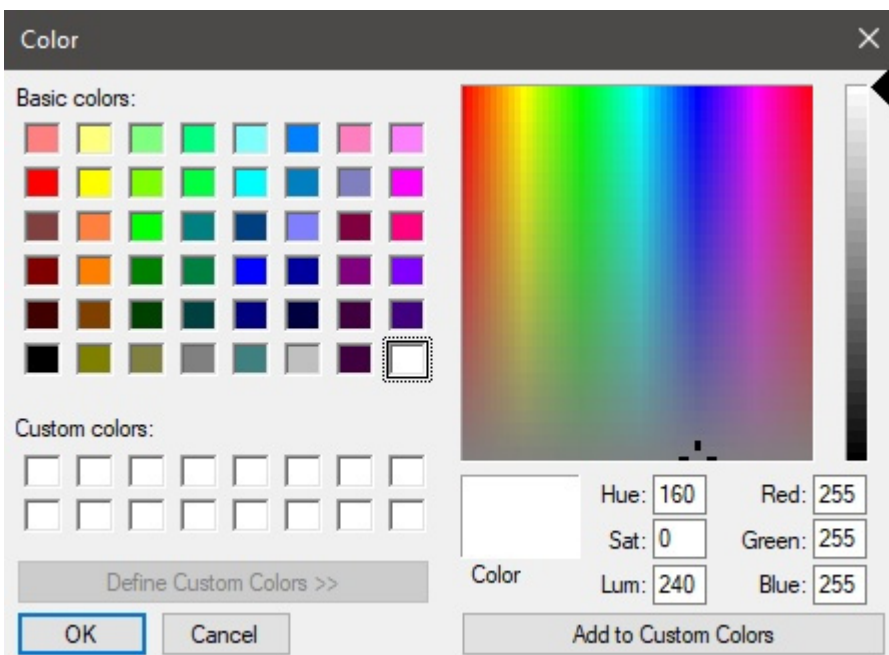 Color
Basic colors:
Custom colors:
Define Custom Colors >>
OK Cancel
Color
Hue: 160 Red: 255
Sat: 0 Green: 255
Lum: 240 Blue: 255
Add to Custom Colors